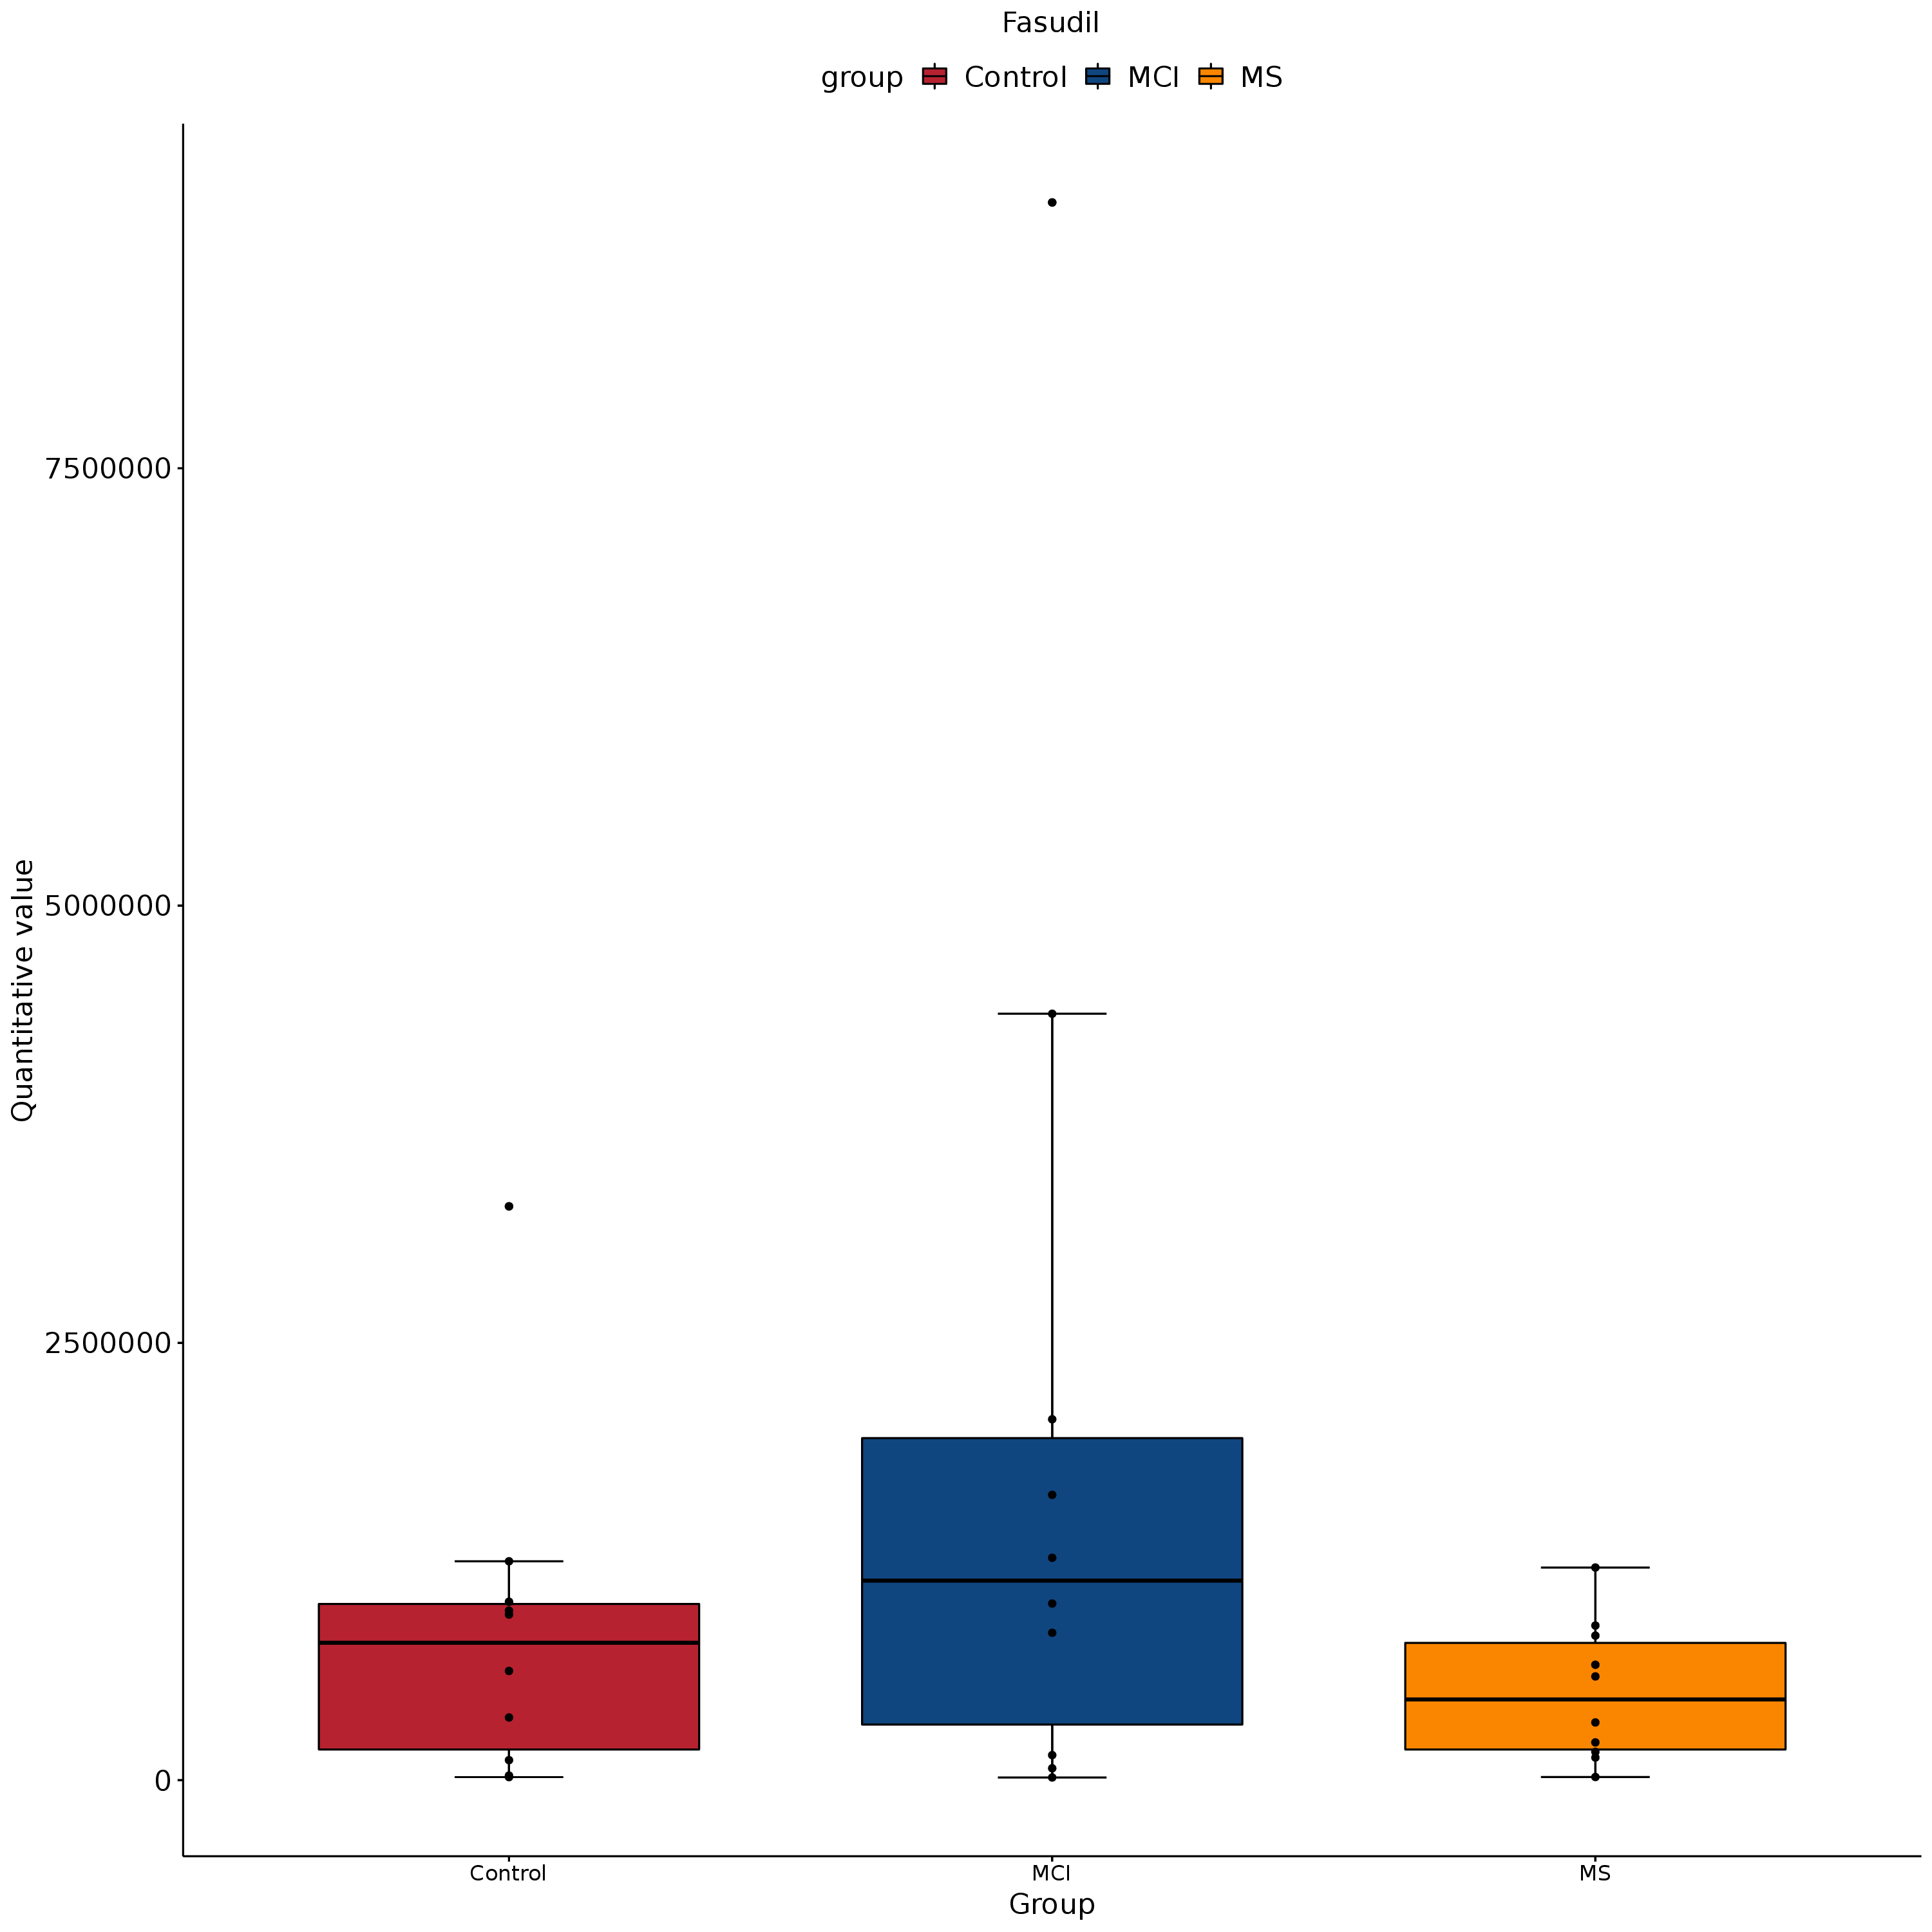 Fasudil
group Control MCI MS
Quantitative value
7500000
5000000
2500000
0
Control MCI MS
Group